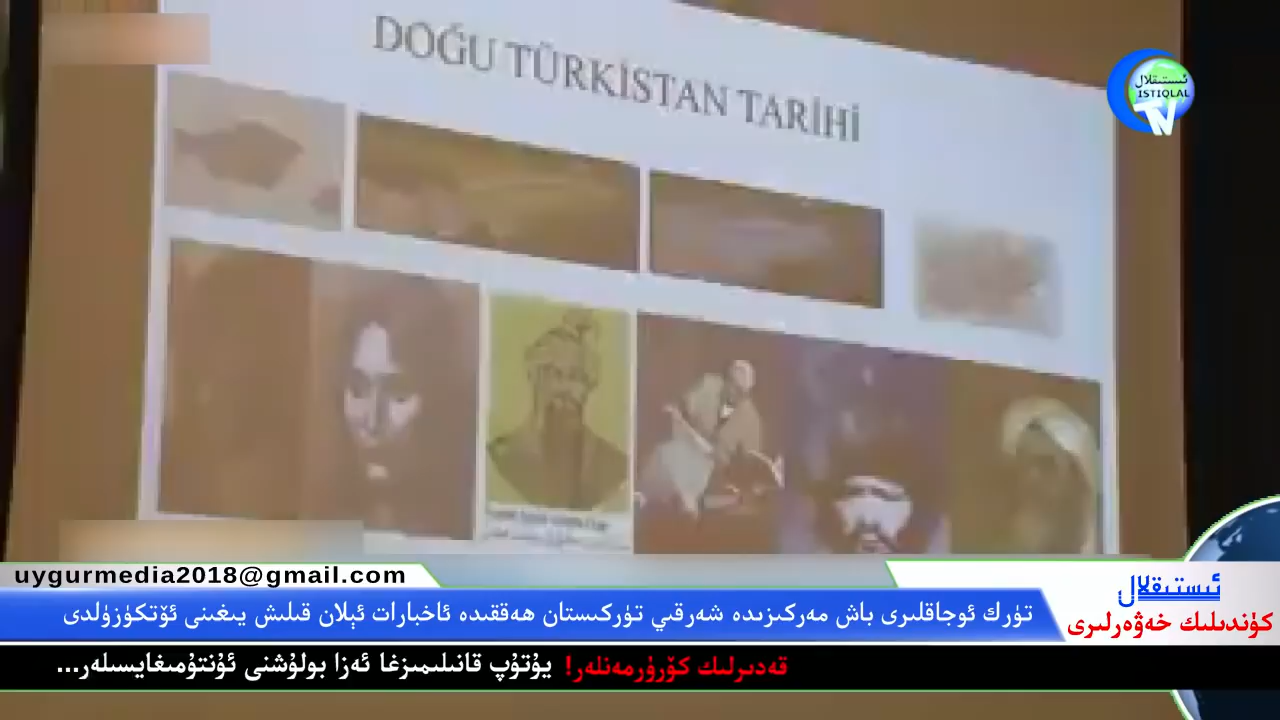 DOĞU TÜRKİSTAN TARİHİ
ئىستىقلال
ISTIQLAL
TV
uygurmedia2018@gmail.com
ئىستىقلال
كۈندىلىك خەۋەرلىرى
تۈرك ئوجاقلىرى باش مەركىزىدە شەرقىي تۈركىستان ھەققىدە ئاخبارات ئېلان قىلىش يىغىنى ئۆتكۈزۈلدى
قەدىرلىك كۆرۈرمەنلەر! يۇتۇپ قانىلىمىزغا ئەزا بولۇشنى ئۇنتۇمىغايسىلەر...